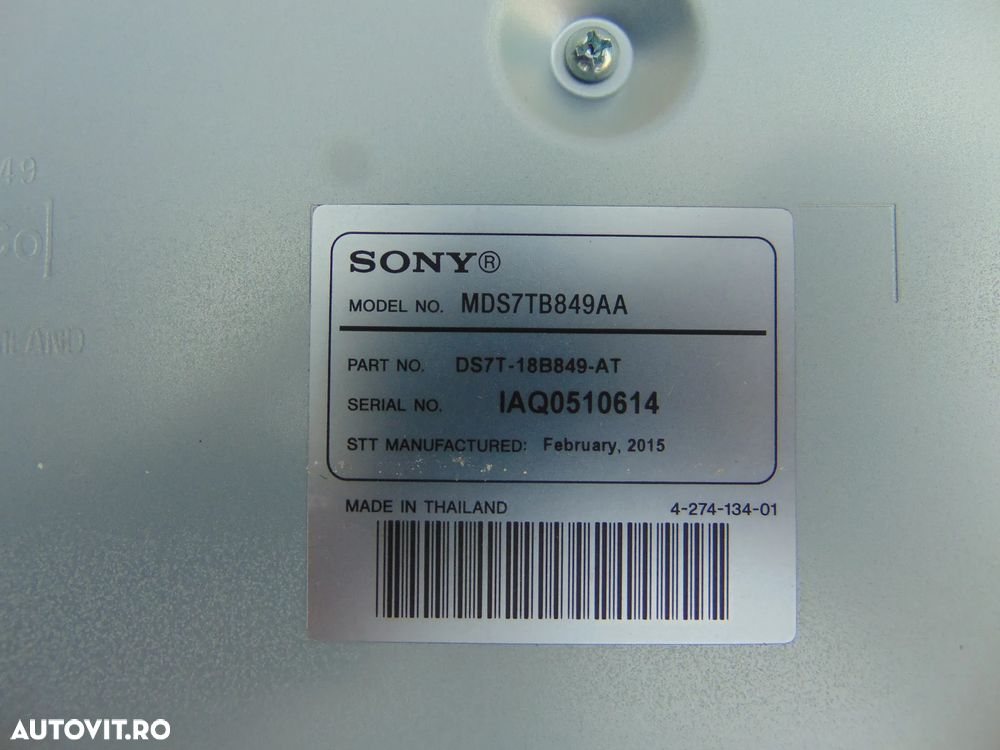 49
SONY®
MODEL NO. MDS7TB849AA
PART NO. DS7T-18B849-AT
SERIAL NO. IAQ0510614
STT MANUFACTURED: February, 2015
MADE IN THAILAND 4-274-134-01
AUTOVIT.RO